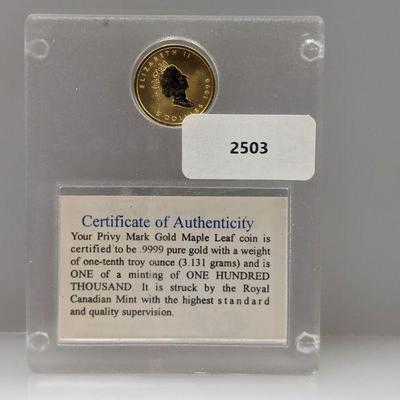 ELIZABETH II
5 DOLLARS 1999
2503
Certificate of Authenticity
Your Privy Mark Gold Maple Leaf coin is
certified to be .9999 pure gold with a weight
of one-tenth troy ounce (3.131 grams) and is
ONE of a minting of ONE HUNDRED
THOUSAND. It is struck by the Royal
Canadian Mint with the highest standard
and quality supervision.